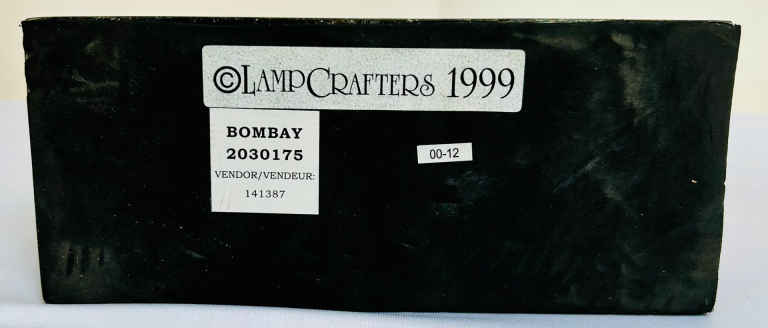 ©LampCrafters 1999
BOMBAY
2030175
VENDOR/VENDEUR:
141387
00-12